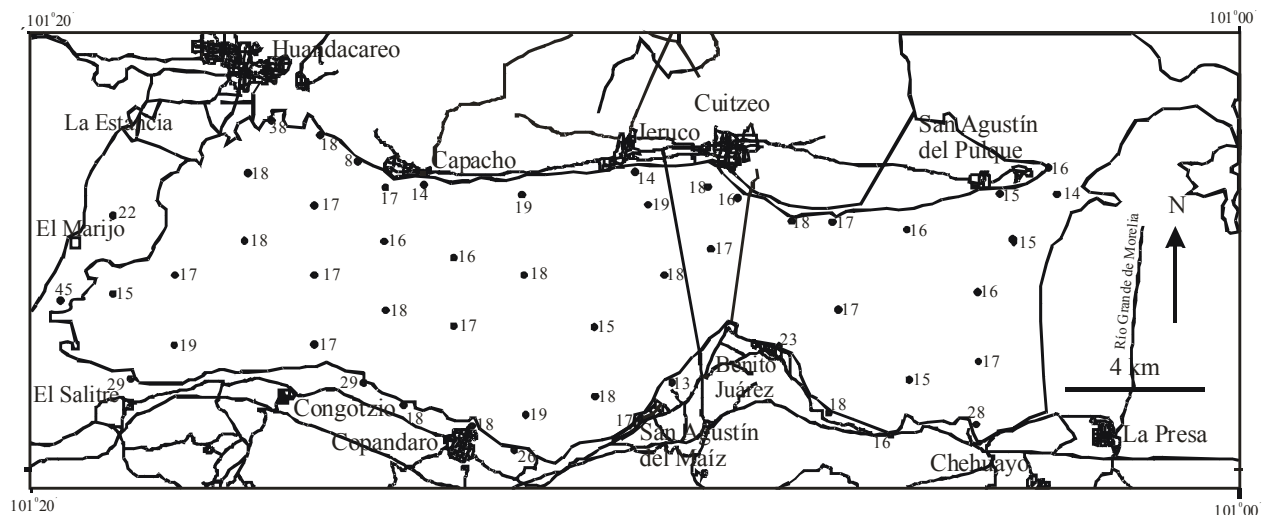 101°20´
101°00´
Huandacareo
Cuitzeo
La Estancia
38
18
Jeruco
San Agustín
del Pulque
8
Capacho
18
17
14
14
18
16
15
14
22
17
19
19
16
El Marijo
18
16
18
17
16
15
N
17
16
45
15
17
17
18
18
16
18
17
15
17
Río Grande de Morelia
19
17
23
17
4 km
29
29
13
Benito
Juárez
15
El Salitre
Congotzio
18
18
19
17
18
28
Copandaro
18
26
San Agustín
del Maíz
16
Chehuayo
La Presa
101°20´
101°00´